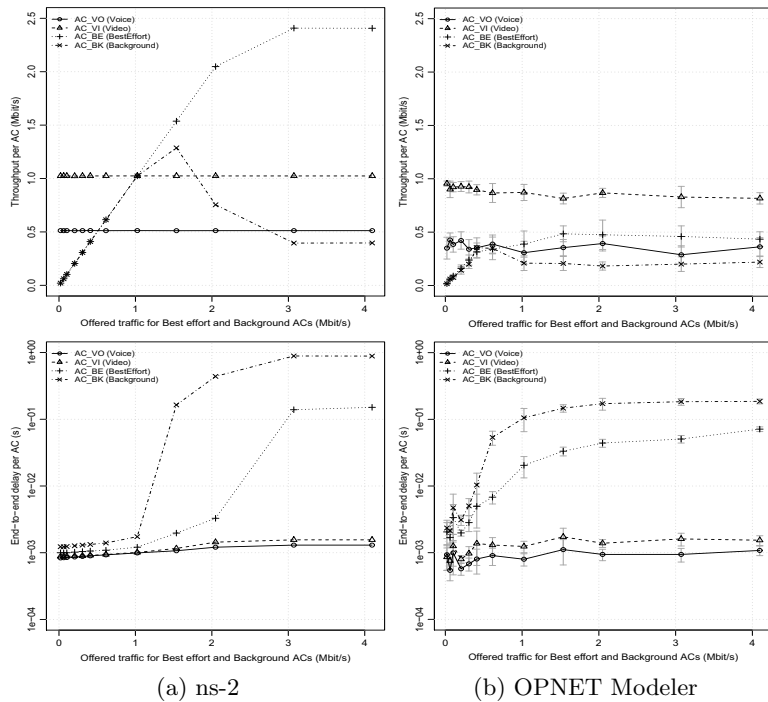 AC_VO (Voice)
AC_VI (Video)
AC_BE (BestEffort)
AC_BK (Background)
Throughput per AC (Mbit/s)
2.5
2.0
1.5
1.0
0.5
0.0
0 1 2 3 4
Offered traffic for Best effort and Background ACs (Mbit/s)
AC_VO (Voice)
AC_VI (Video)
AC_BE (BestEffort)
AC_BK (Background)
Throughput per AC (Mbit/s)
2.5
2.0
1.5
1.0
0.5
0.0
0 1 2 3 4
Offered traffic for Best effort and Background ACs (Mbit/s)
AC_VO (Voice)
AC_VI (Video)
AC_BE (BestEffort)
AC_BK (Background)
End-to-end delay per AC (s)
1e+00
1e-01
1e-02
1e-03
1e-04
0 1 2 3 4
Offered traffic for Best effort and Background ACs (Mbit/s)
AC_VO (Voice)
AC_VI (Video)
AC_BE (BestEffort)
AC_BK (Background)
End-to-end delay per AC (s)
1e+00
1e-01
1e-02
1e-03
1e-04
0 1 2 3 4
Offered traffic for Best effort and Background ACs (Mbit/s)
(a) ns-2
(b) OPNET Modeler